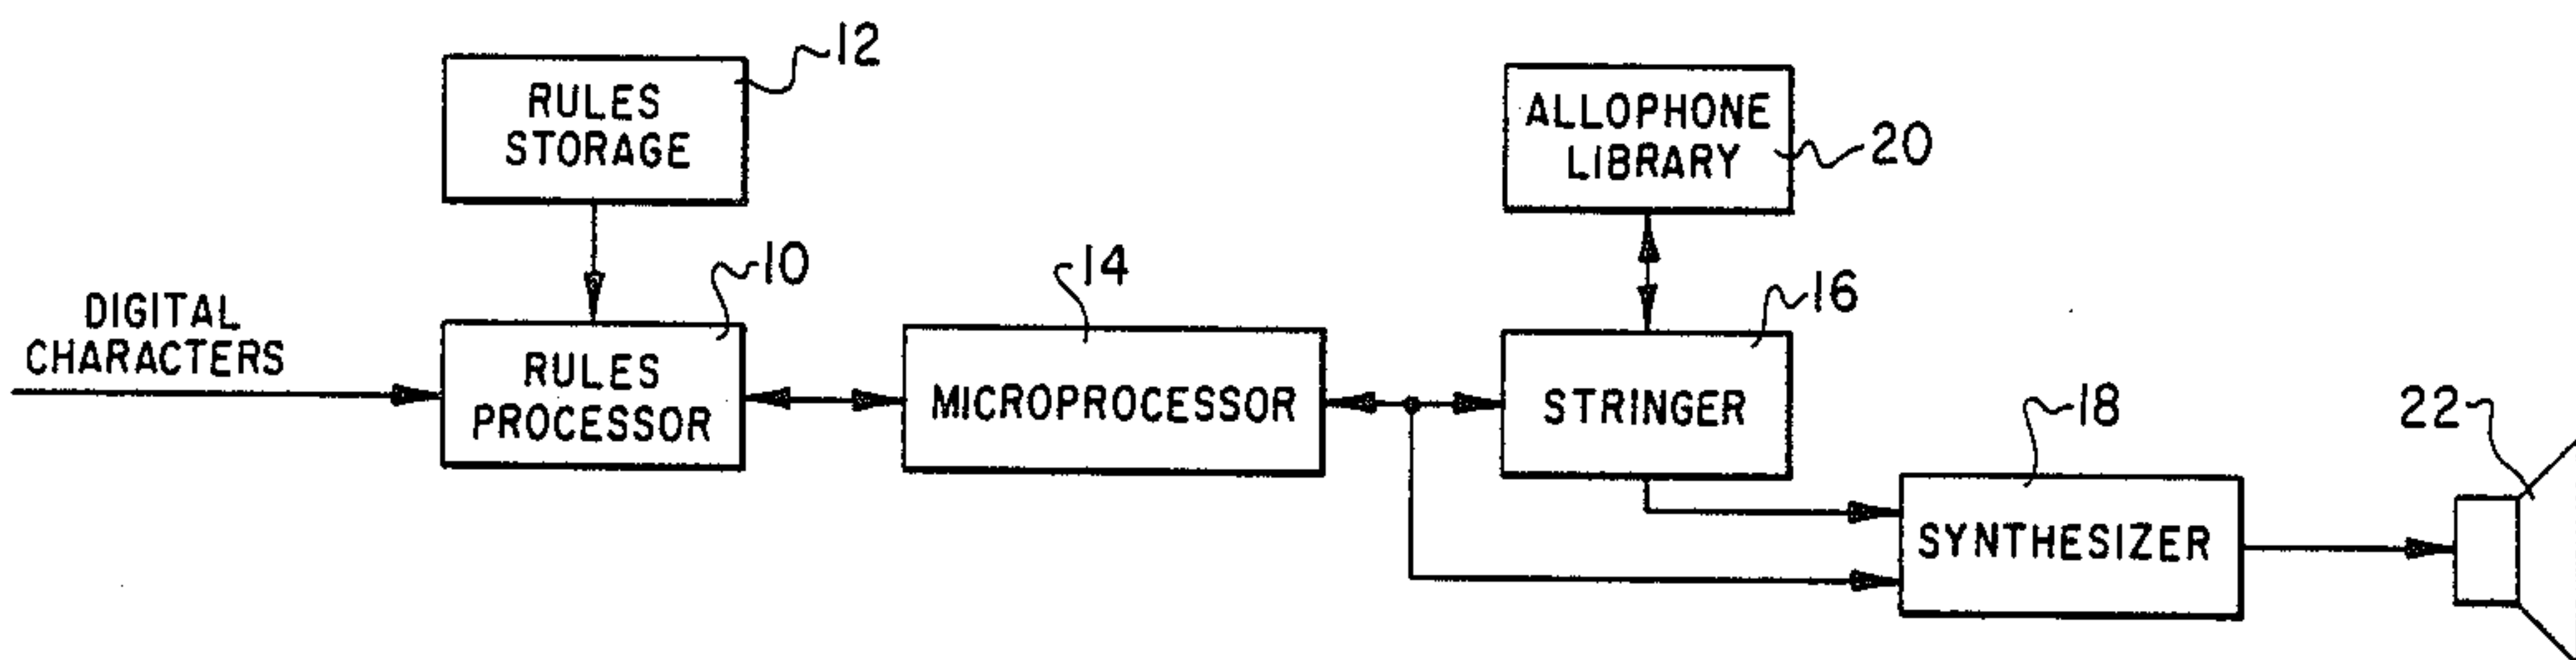 12
RULES
STORAGE
ALLOPHONE
LIBRARY
20
10
14
16
DIGITAL
CHARACTERS
RULES
PROCESSOR
MICROPROCESSOR
STRINGER
18
22
SYNTHESIZER